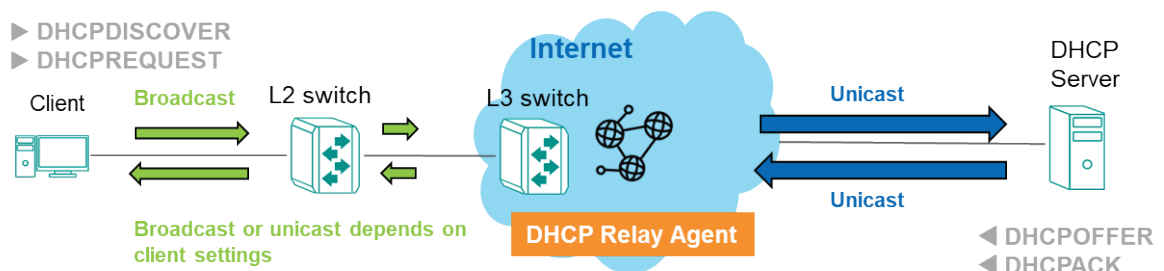 ▶ DHCPDISCOVER
▶ DHCPREQUEST
Client
Broadcast
L2 switch
Broadcast or unicast depends on
client settings
Internet
L3 switch
DHCP Relay Agent
Unicast
Unicast
DHCP
Server
◀ DHCPOFFER
◀ DHCPACK